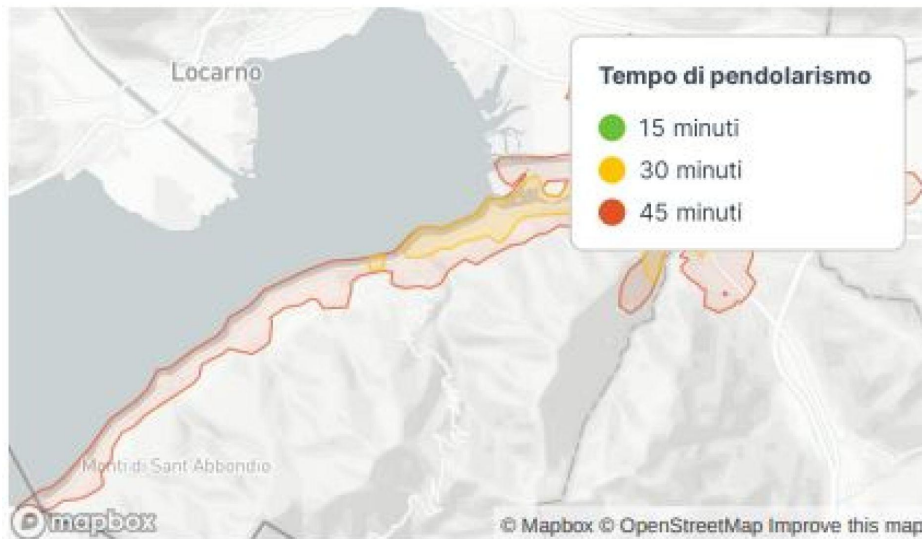 Locarno
Tempo di pendolarismo
15 minuti
30 minuti
45 minuti
Monti di Sant'Abbondio
mapbox
© Mapbox © OpenStreetMap Improve this map